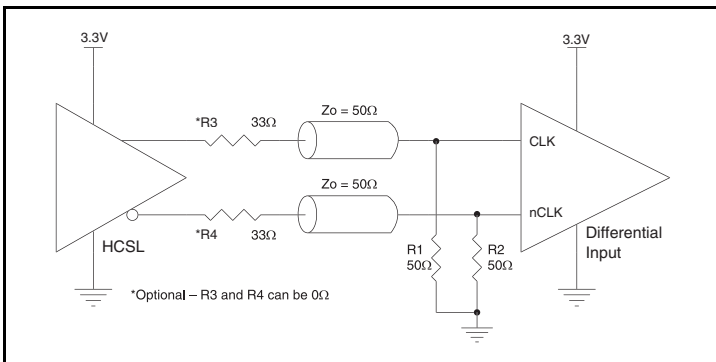 3.3V
3.3V
*R3
33Ω
Zo = 50Ω
CLK
Zo = 50Ω
nCLK
HCSL
*R4
33Ω
R1
50Ω
R2
50Ω
Differential
Input
*Optional – R3 and R4 can be 0Ω